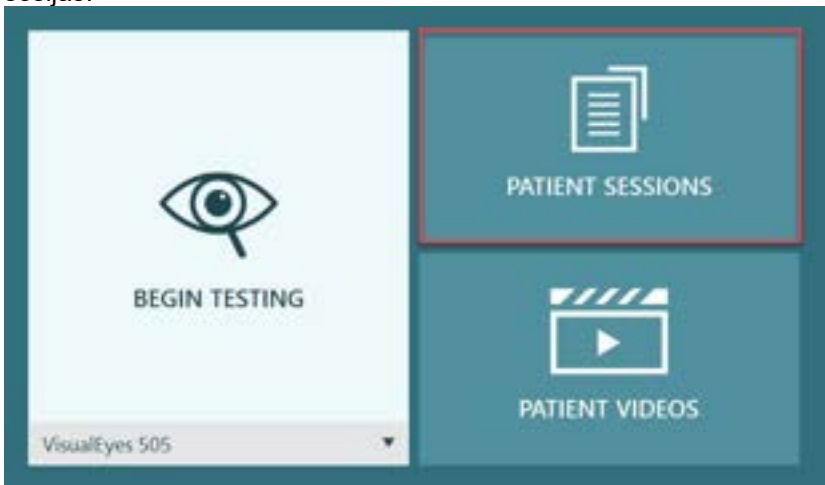 PATIENT SESSIONS
BEGIN TESTING
PATIENT VIDEOS
VisualEyes 505